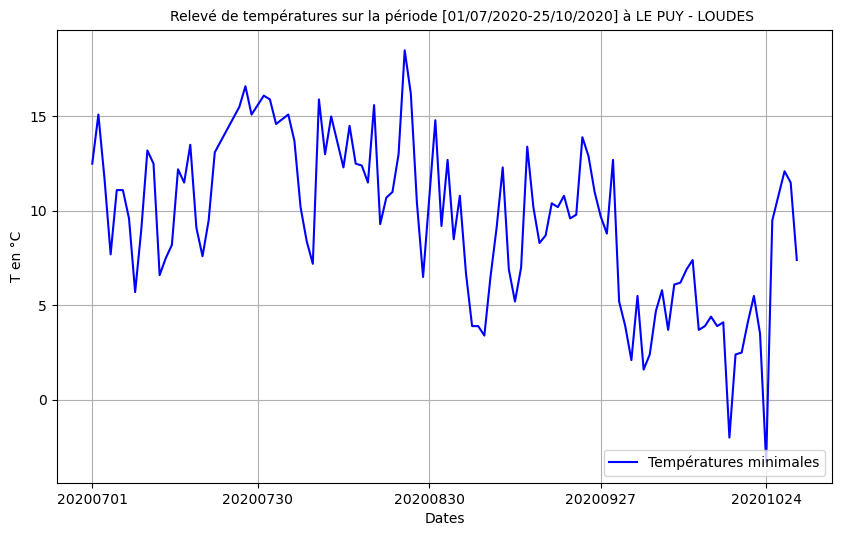 Relevé de températures sur la période [01/07/2020-25/10/2020] à LE PUY - LOUDES
T en °C
15
10
5
0
Températures minimales
20200701 20200730 20200830 20200927 20201024
Dates